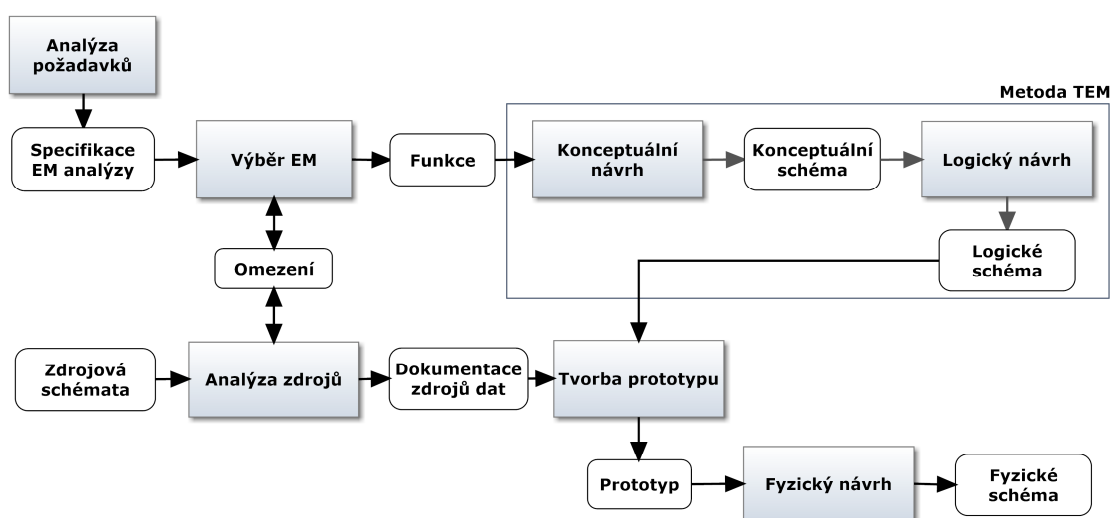 Analýza
požadavků
Metoda TEM
Specifikace
EM analýzy
Výběr EM
Funkce
Konceptuální
návrh
Konceptuální
schéma
Logický návrh
Omezení
Logické
schéma
Zdrojová
schémata
Analýza zdrojů
Dokumentace
zdrojů dat
Tvorba prototypu
Prototyp
Fyzický návrh
Fyzické
schéma